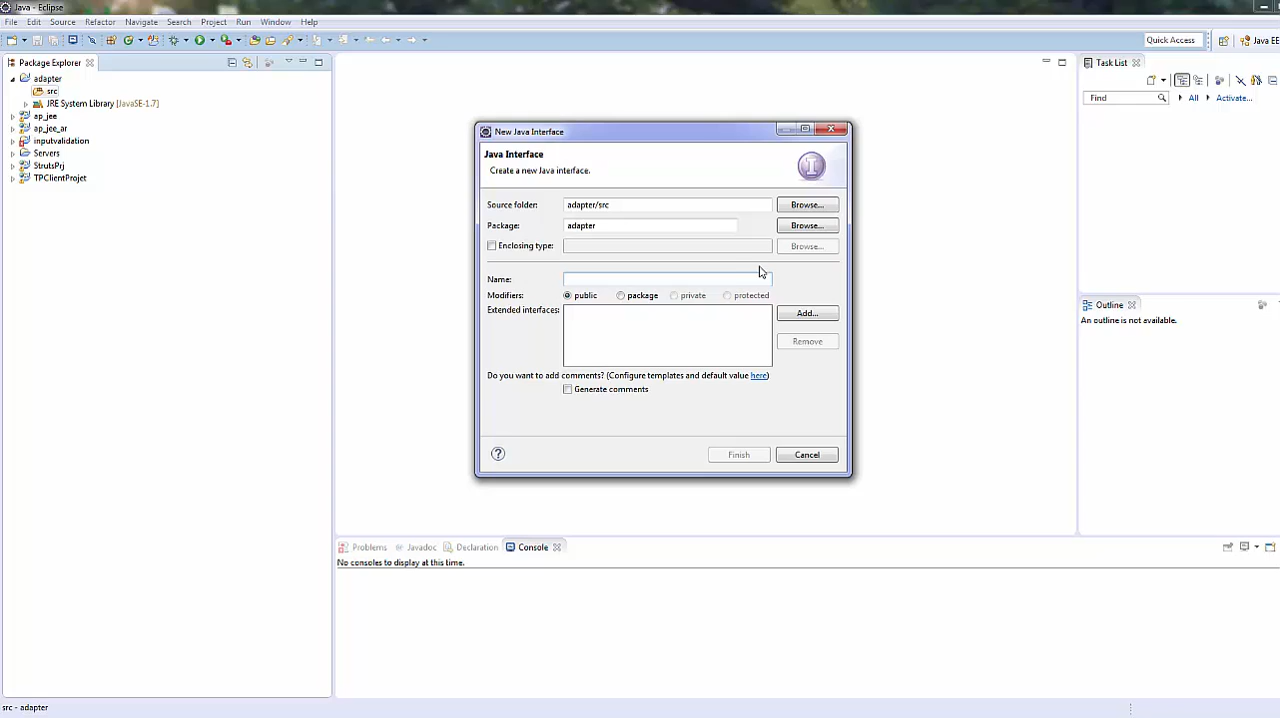 Java - Eclipse
File Edit Source Refactor Navigate Search Project Run Window Help
Quick Access
Java EE
Package Explorer
adapter
src
JRE System Library [JavaSE-1.7]
ap_jee
ap_jee_ar
inputvalidation
Servers
StrutsPrj
TPClientProjet
New Java Interface
Java Interface
Create a new Java interface.
Source folder: adapter/src Browse...
Package: adapter Browse...
Enclosing type: Browse...
Name:
Modifiers: public package private protected
Extended interfaces: Add...
Remove
Do you want to add comments? (Configure templates and default value here)
Generate comments
? Finish Cancel
Task List
Find All Activate...
Outline
An outline is not available.
Problems Javadoc Declaration Console
No consoles to display at this time.
src - adapter